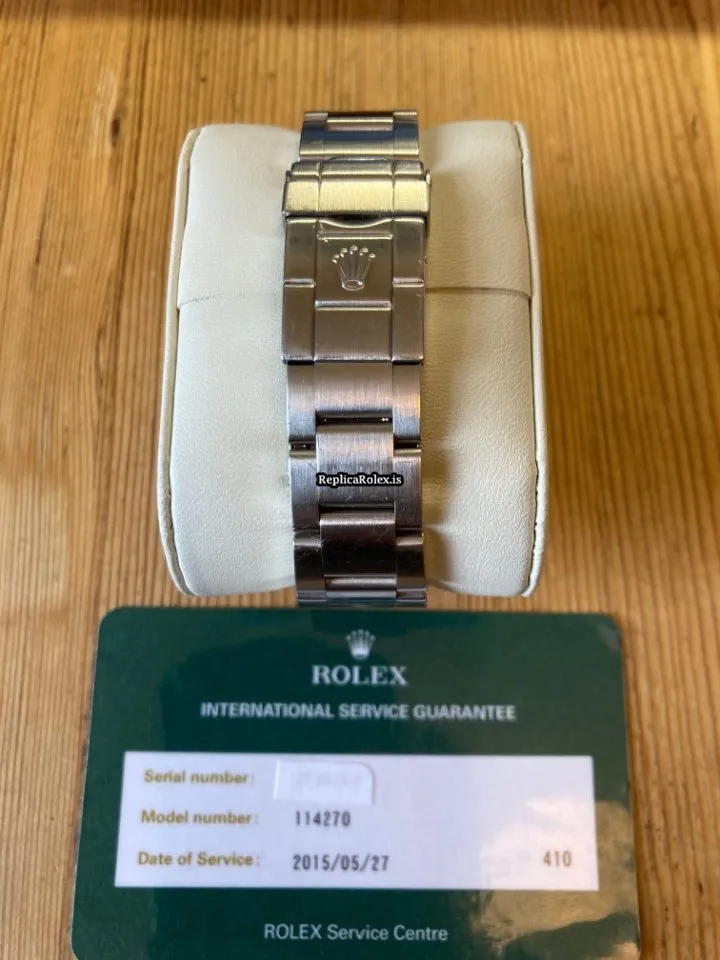 ReplicaRolex.is
ROLEX
INTERNATIONAL SERVICE GUARANTEE
Serial number:
Model number: 114270
Date of Service: 2015/05/27 410
ROLEX Service Centre